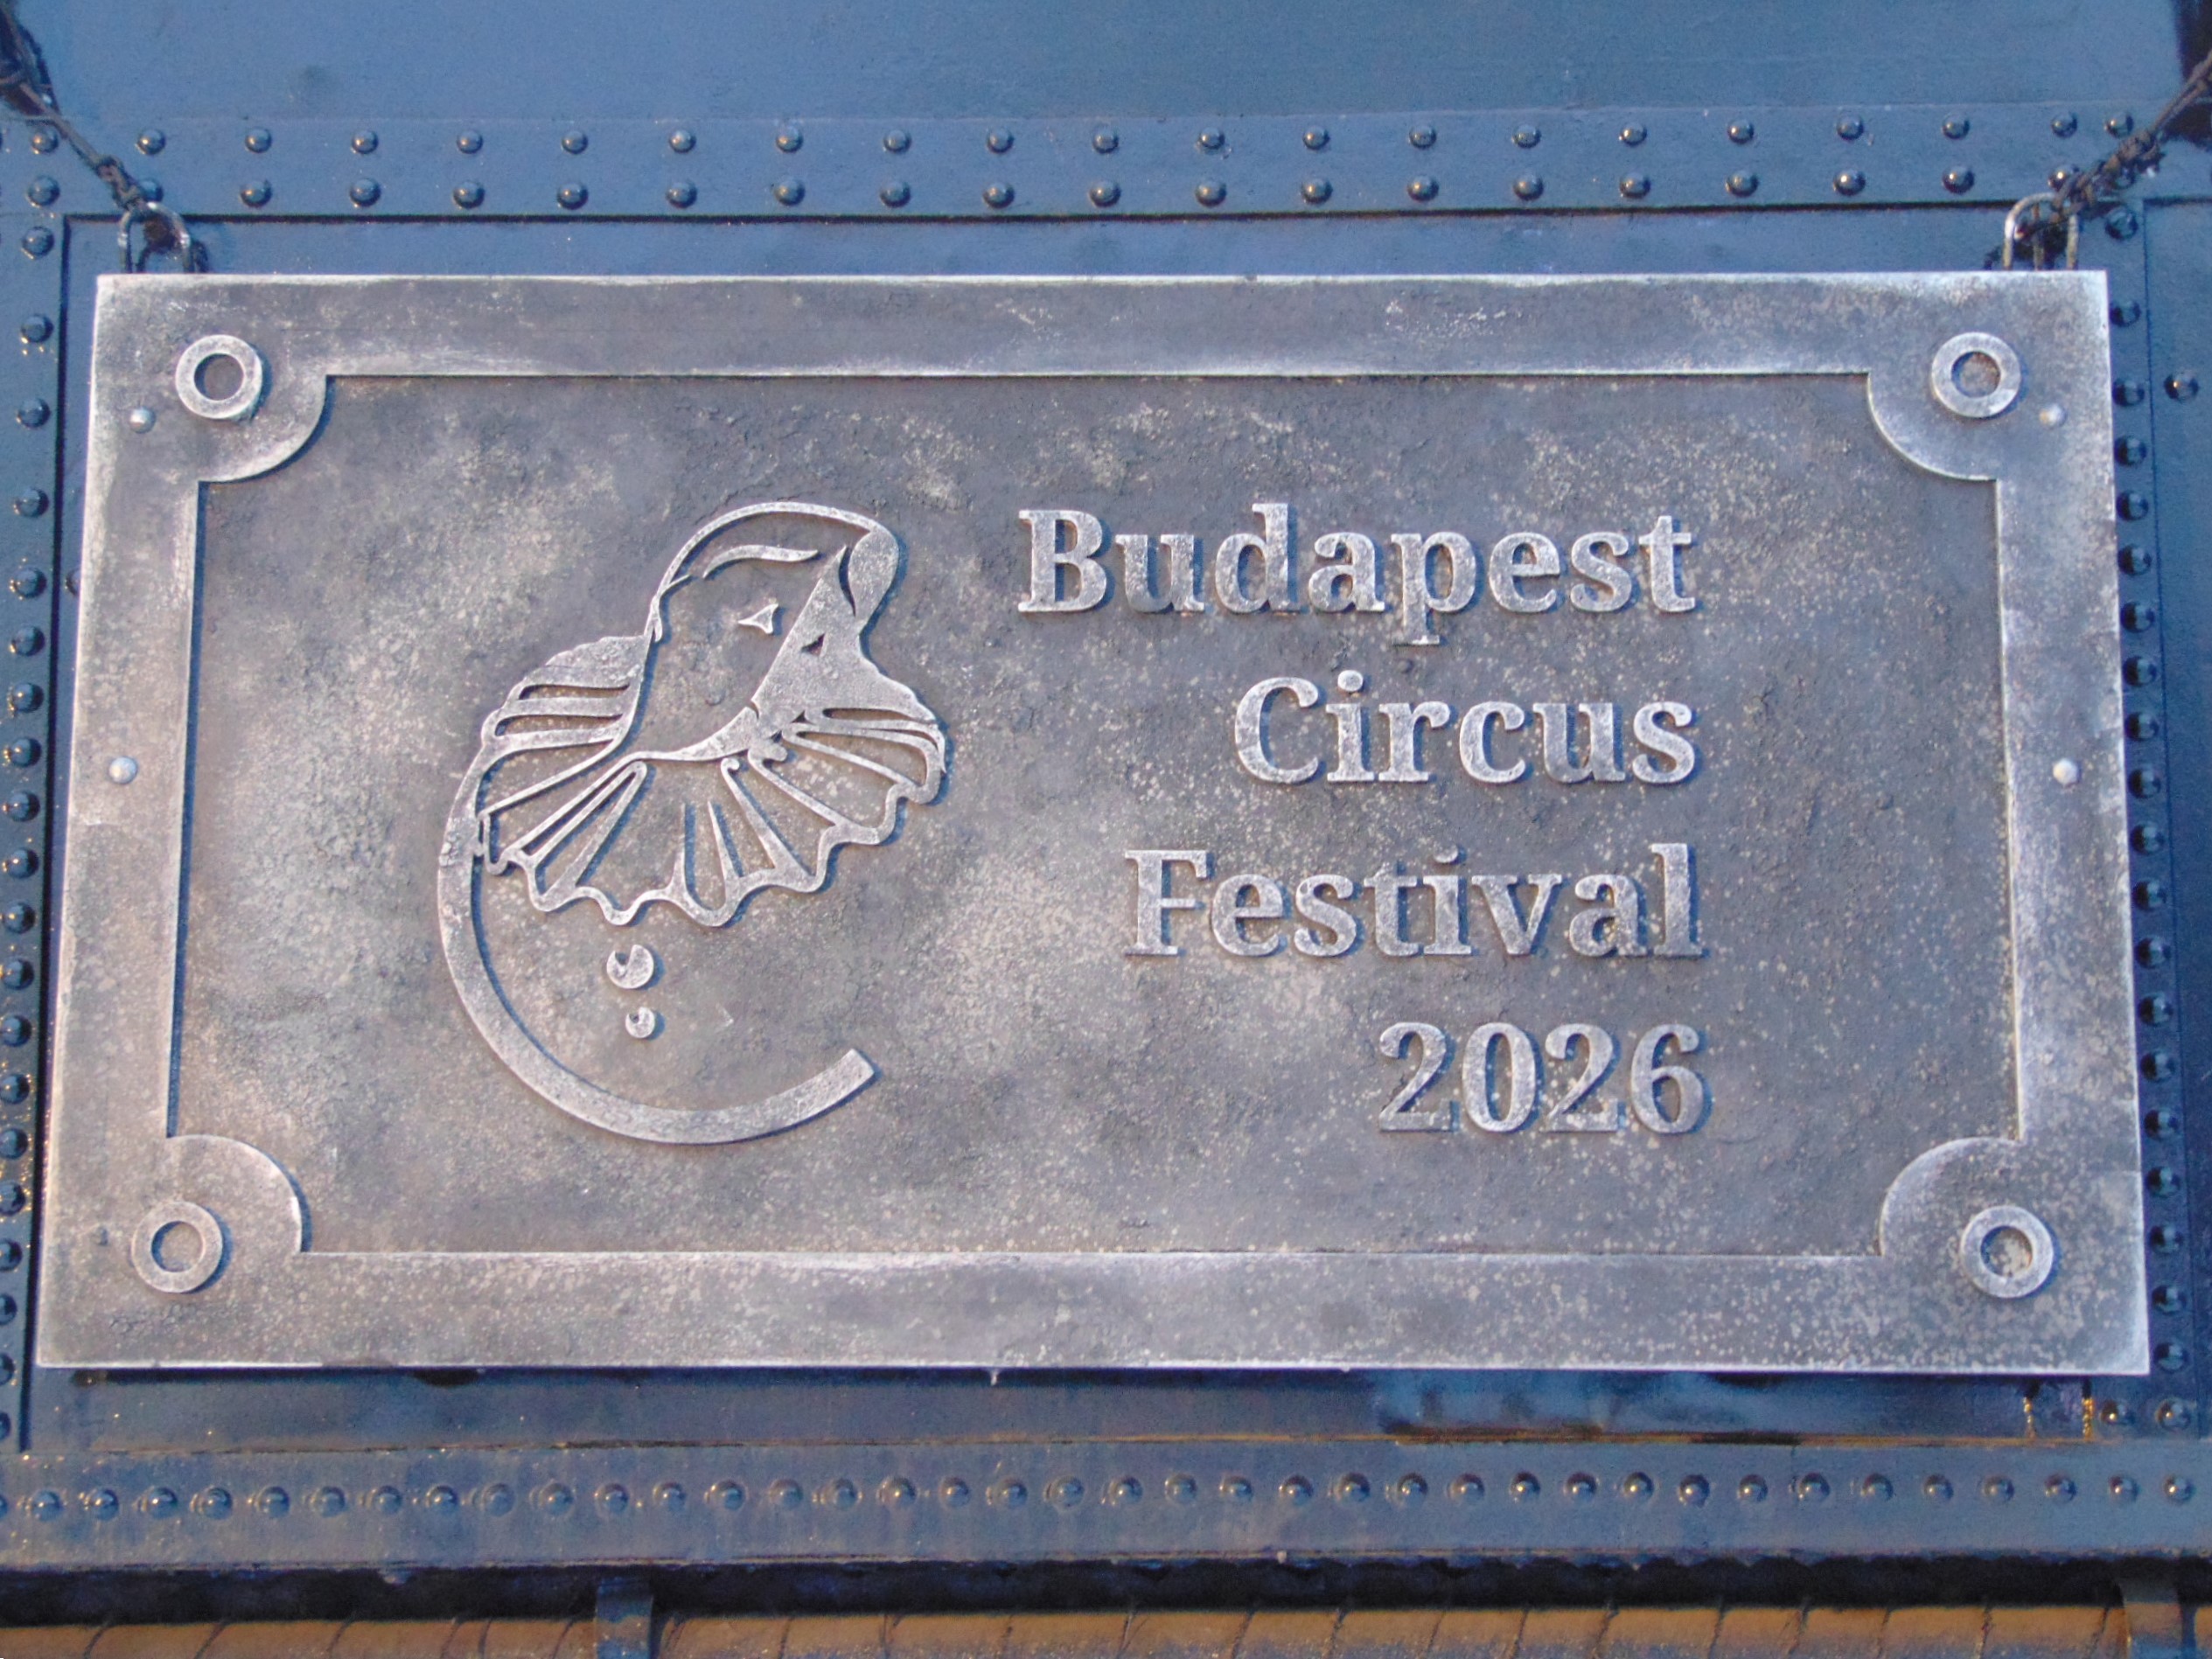 Budapest
Circus
Festival
2026